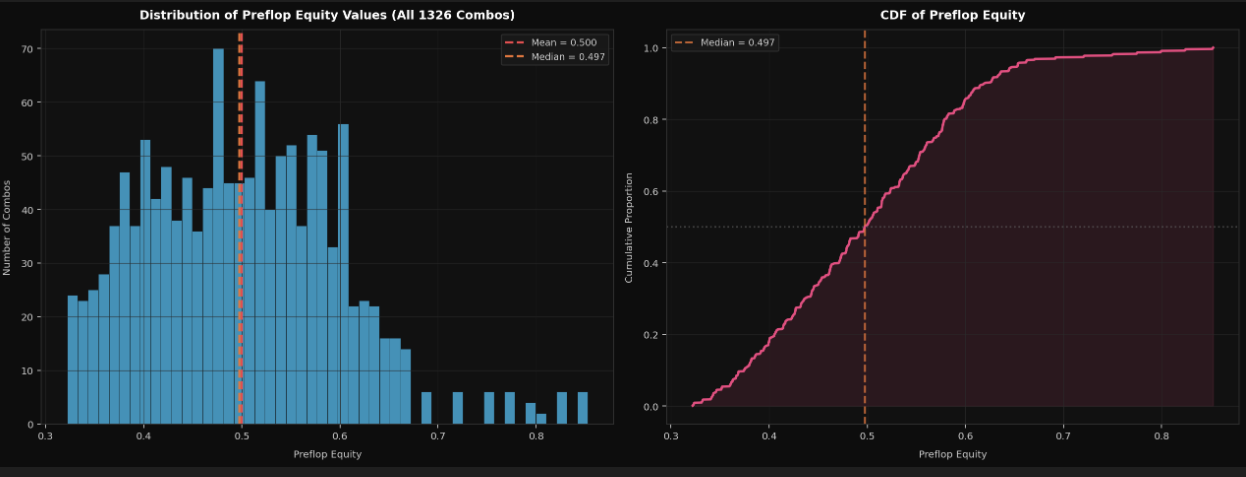 Distribution of Preflop Equity Values (All 1326 Combos)
Mean = 0.500
Median = 0.497
Number of Combos
70
60
50
40
30
20
10
0
0.3 0.4 0.5 0.6 0.7 0.8
Preflop Equity
CDF of Preflop Equity
Median = 0.497
Cumulative Proportion
1.0
0.8
0.6
0.4
0.2
0.0
0.3 0.4 0.5 0.6 0.7 0.8
Preflop Equity